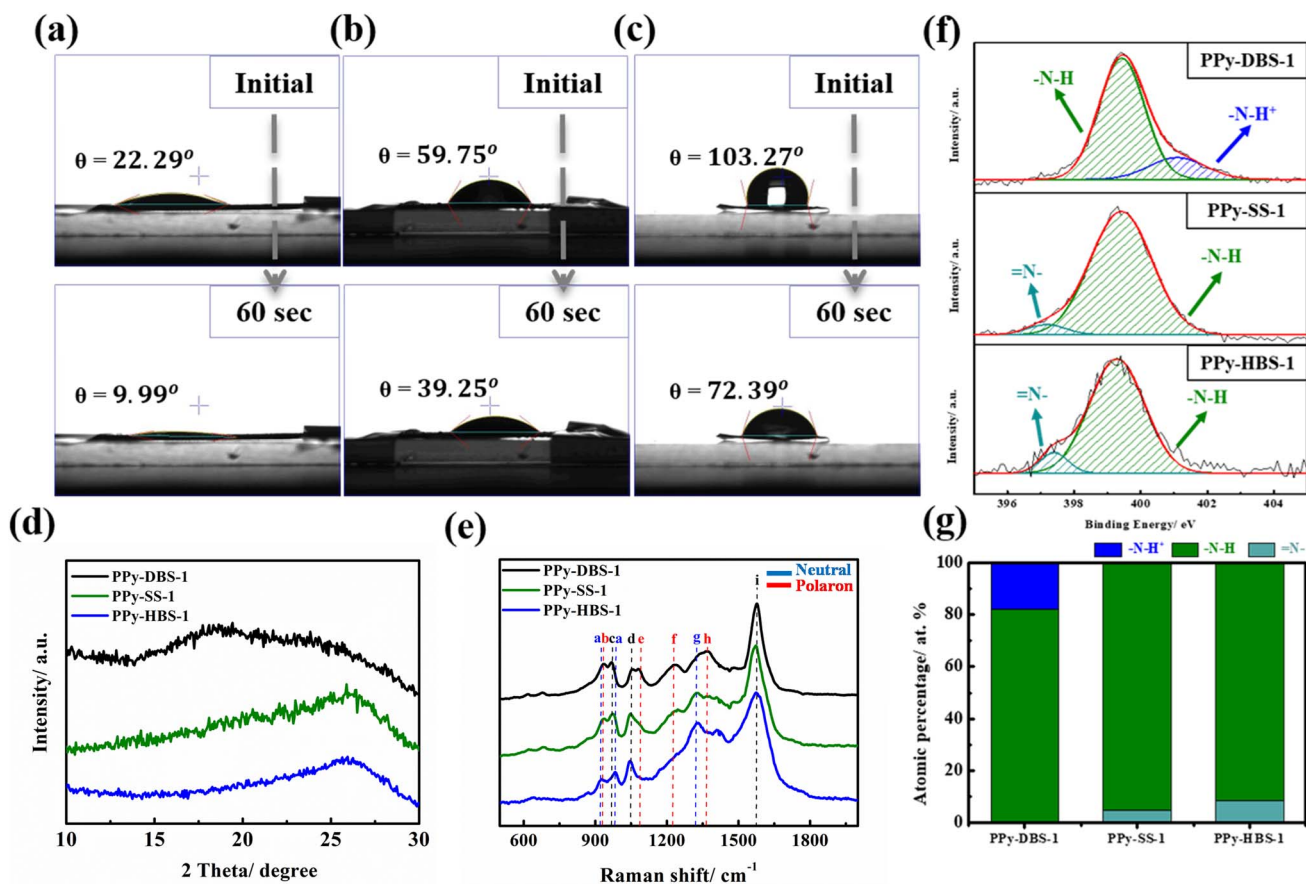 (a)
Initial
θ = 22.29°
60 sec
θ = 9.99°
(b)
Initial
θ = 59.75°
60 sec
θ = 39.25°
(c)
Initial
θ = 103.27°
60 sec
θ = 72.39°
(d)
PPy-DBS-1
PPy-SS-1
PPy-HBS-1
Intensity/ a.u.
10 15 20 25 30
2 Theta/ degree
(e)
PPy-DBS-1
PPy-SS-1
PPy-HBS-1
Neutral
Polaron
a b c a d e f g h i
600 900 1200 1500 1800
Raman shift/ cm⁻¹
(f)
PPy-DBS-1
-N-H
-N-H⁺
Intensity/ a.u.
PPy-SS-1
=N-
-N-H
Intensity/ a.u.
PPy-HBS-1
=N-
-N-H
Intensity/ a.u.
396 398 400 402 404
Binding Energy/ eV
(g)
-N-H⁺ -N-H =N-
Atomic percentage/ at. %
100
80
60
40
20
0
PPy-DBS-1 PPy-SS-1 PPy-HBS-1